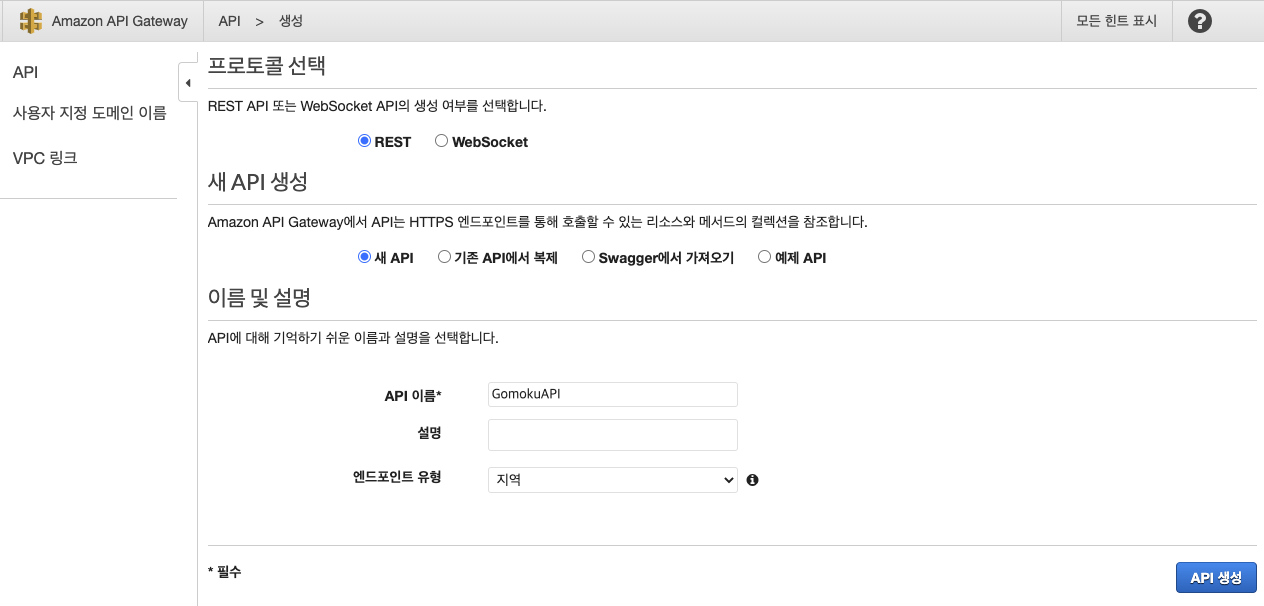 Amazon API Gateway API > 생성 모든 힌트 표시 ?
API
사용자 지정 도메인 이름
VPC 링크
프로토콜 선택
REST API 또는 WebSocket API의 생성 여부를 선택합니다.
REST WebSocket
새 API 생성
Amazon API Gateway에서 API는 HTTPS 엔드포인트를 통해 호출할 수 있는 리소스와 메서드의 컬렉션을 참조합니다.
새 API 기존 API에서 복제 Swagger에서 가져오기 예제 API
이름 및 설명
API에 대해 기억하기 쉬운 이름과 설명을 선택합니다.
API 이름* GomokuAPI
설명
엔드포인트 유형 지역
* 필수 API 생성